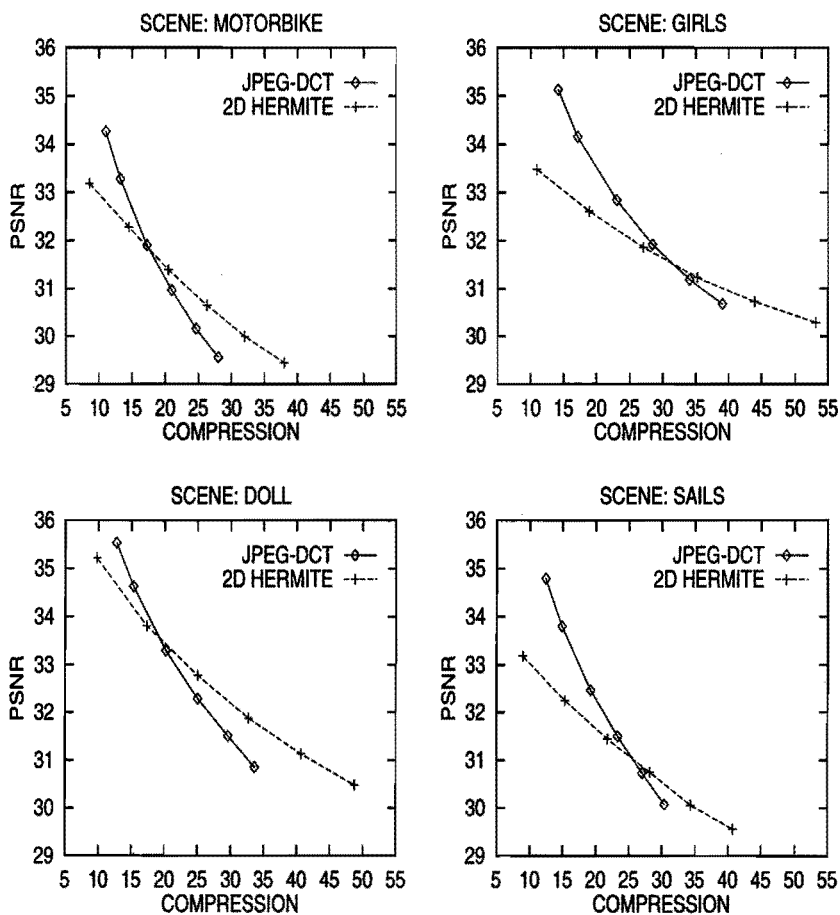 SCENE: MOTORBIKE
36
35
34
33
32
31
30
29
PSNR
JPEG-DCT
2D HERMITE
5 10 15 20 25 30 35 40 45 50 55
COMPRESSION
SCENE: GIRLS
36
35
34
33
32
31
30
29
PSNR
JPEG-DCT
2D HERMITE
5 10 15 20 25 30 35 40 45 50 55
COMPRESSION
SCENE: DOLL
36
35
34
33
32
31
30
29
PSNR
JPEG-DCT
2D HERMITE
5 10 15 20 25 30 35 40 45 50 55
COMPRESSION
SCENE: SAILS
36
35
34
33
32
31
30
29
PSNR
JPEG-DCT
2D HERMITE
5 10 15 20 25 30 35 40 45 50 55
COMPRESSION